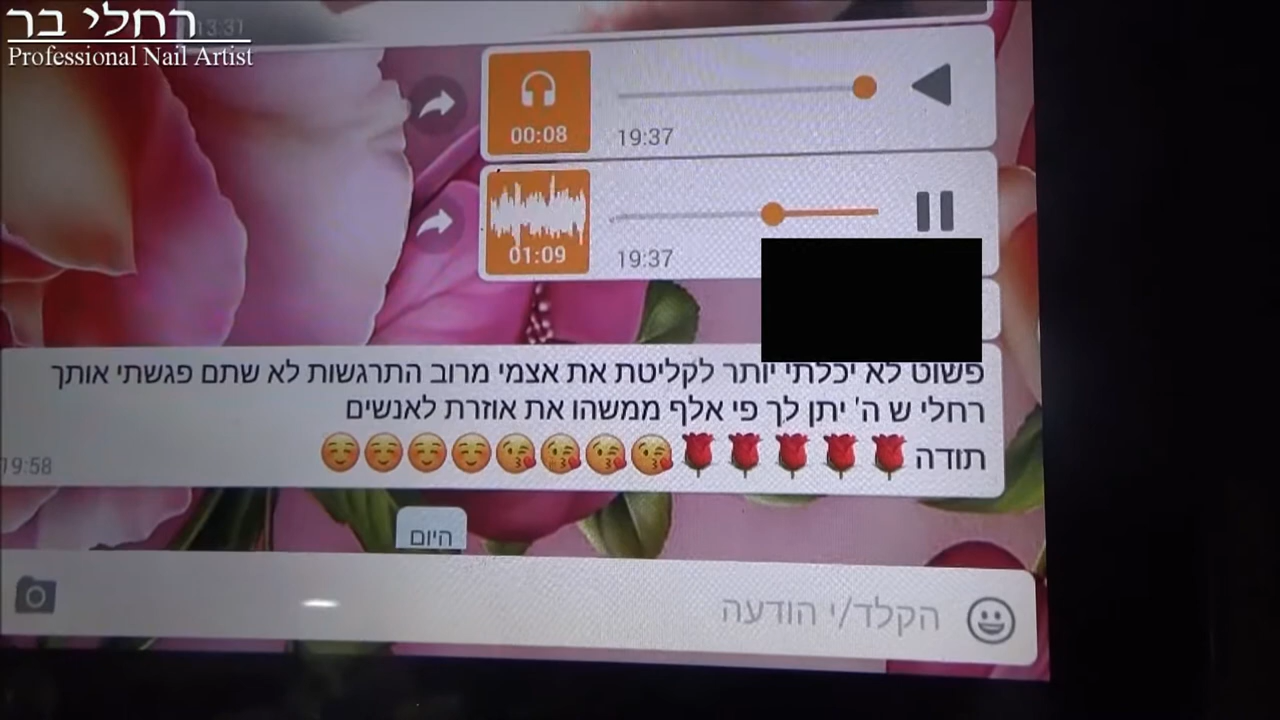 רחלי בר
Professional Nail Artist
13:31
00:08
19:37
01:09
19:37
פשוט לא יכלתי יותר לקליטת את אצמי מרוב התרגשות לא שתם פגשתי אותך
רחלי ש ה' יתן לך פי אלף ממשהו את אוזרת לאנשים
תודה 🌹🌹🌹🌹🌹😘😘😘😘☺️☺️☺️☺️
19:58
היום
הקלד/י הודעה